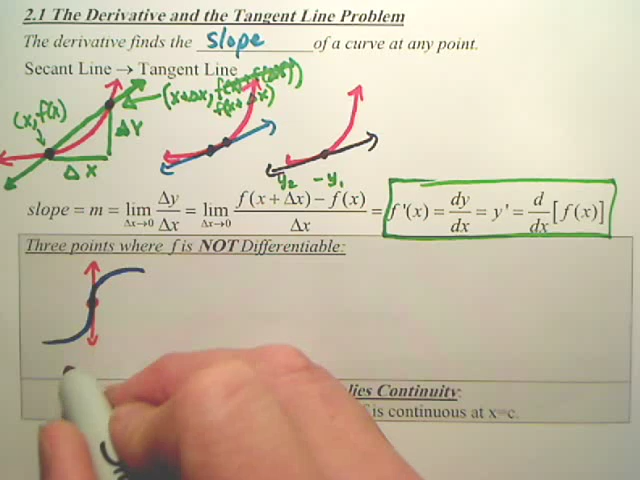 2.1 The Derivative and the Tangent Line Problem
The derivative finds the slope of a curve at any point.
Secant Line → Tangent Line
(x, f(x))
(x+Δx, f(x+Δx))
ΔY
ΔX
y₂ - y₁
slope = m = lim Δx→0 Δy/Δx = lim Δx→0 (f(x + Δx) − f(x))/Δx = f '(x) = dy/dx = y' = d/dx [f(x)]
Three points where f is NOT Differentiable:
lies Continuity:
is continuous at x=c.